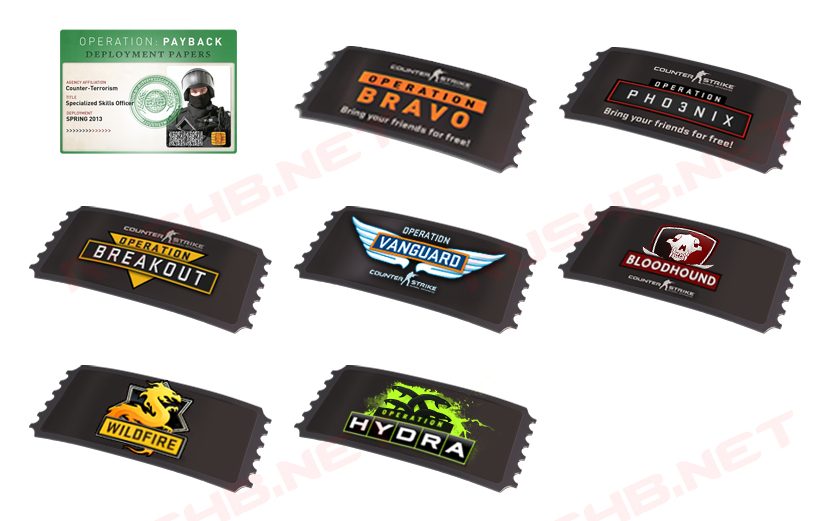 OPERATION: PAYBACK
DEPLOYMENT PAPERS
AGENCY AFFILIATION
Counter-Terrorism
TITLE
Specialized Skills Officer
DEPLOYMENT
SPRING 2013
>>>>>>>>>>>>>
COUNTER STRIKE
OPERATION
BRAVO
Bring your friends for free!
COUNTER STRIKE
OPERATION
PHO3NIX
Bring your friends for free!
COUNTER STRIKE
OPERATION
BREAKOUT
OPERATION
VANGUARD
COUNTER STRIKE
BLOODHOUND
COUNTER STRIKE
WILDFIRE
OPERATION
HYDRA